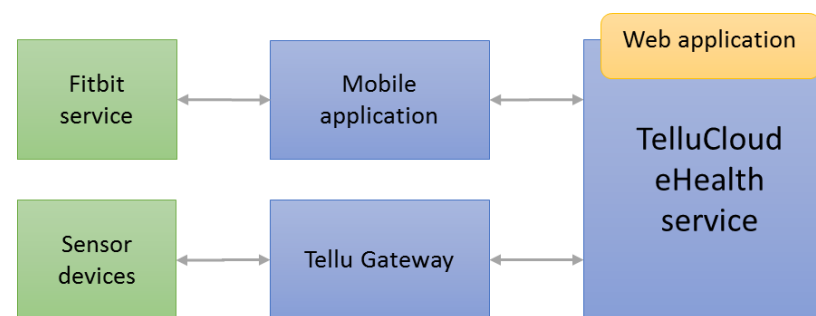 Fitbit
service
Mobile
application
Web application
TelluCloud
eHealth
service
Sensor
devices
Tellu Gateway